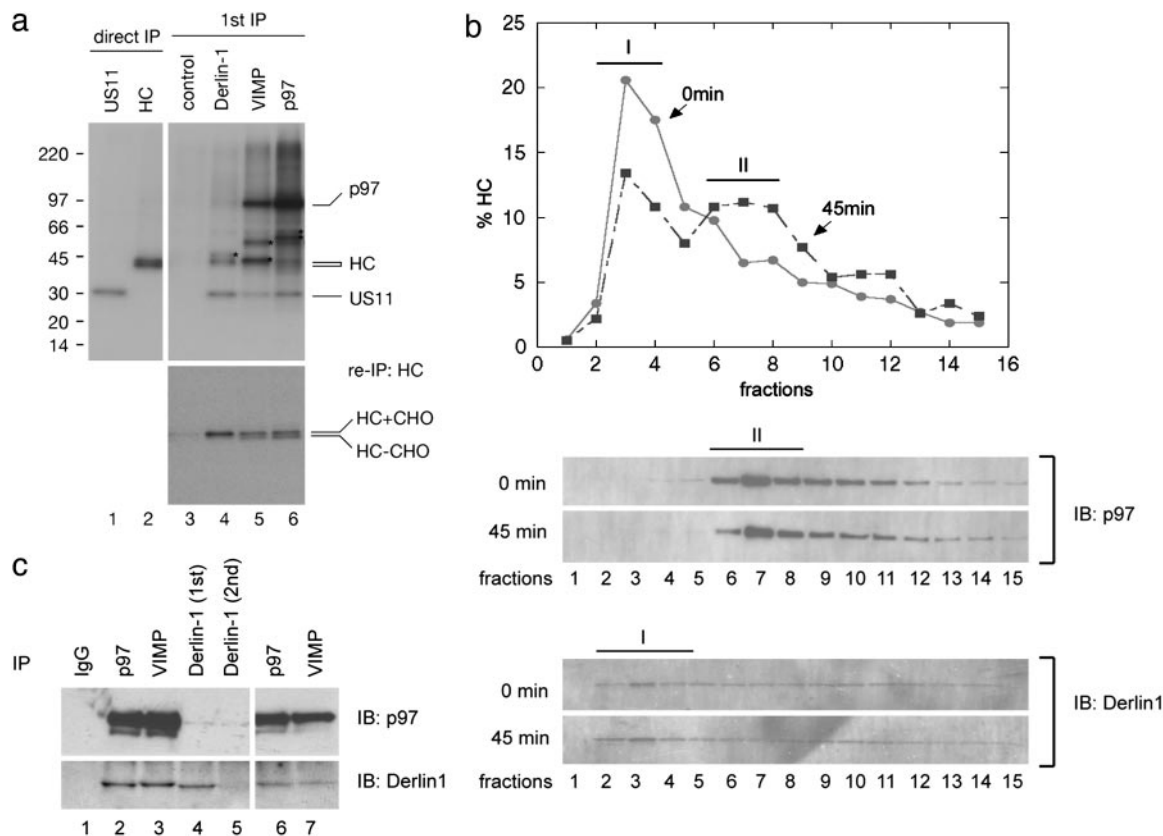 a
direct IP
1st IP
US11
HC
control
Derlin-1
VIMP
p97
220
97
66
45
30
20
14
p97
HC
US11
re-IP: HC
HC+CHO
HC-CHO
1 2 3 4 5 6
b
25
20
15
10
5
0
% HC
I
0min
II
45min
0 2 4 6 8 10 12 14 16
fractions
II
0 min
45 min
IB: p97
fractions 1 2 3 4 5 6 7 8 9 10 11 12 13 14 15
I
0 min
45 min
IB: Derlin1
fractions 1 2 3 4 5 6 7 8 9 10 11 12 13 14 15
c
IP
IgG
p97
VIMP
Derlin-1 (1st)
Derlin-1 (2nd)
p97
VIMP
IB: p97
IB: Derlin1
1 2 3 4 5 6 7